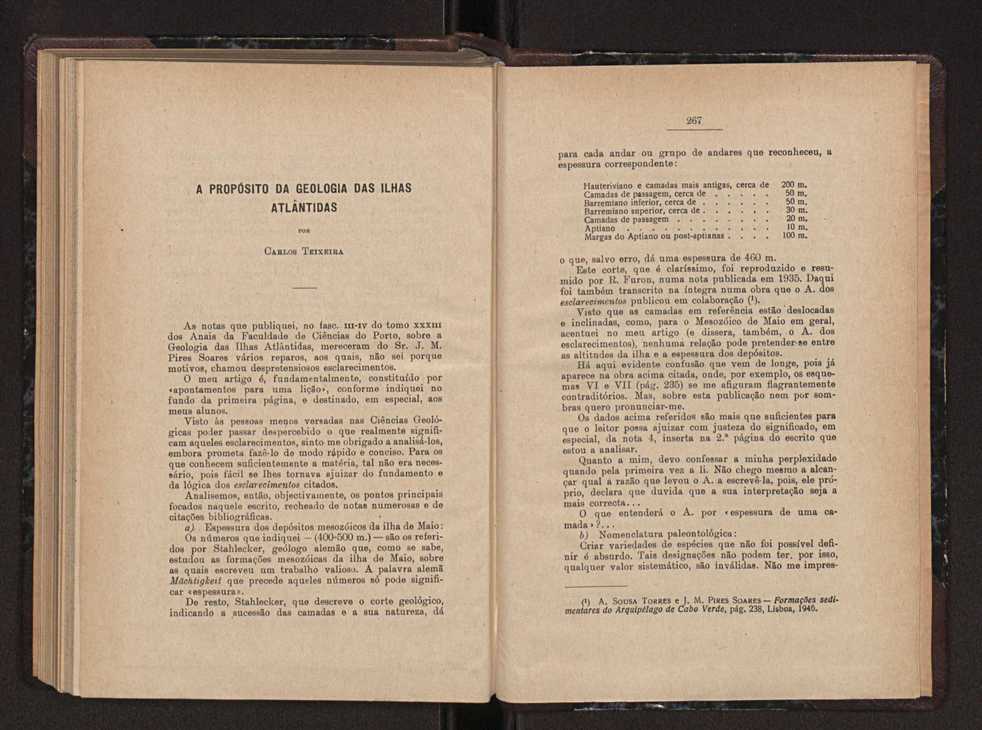 A PROPÓSITO DA GEOLOGIA DAS ILHAS
ATLÂNTIDAS
POR
CARLOS TEIXEIRA
As notas que publiquei, no fasc. III-IV do tomo XXXIII
dos Anais da Faculdade de Ciências do Porto, sobre a
Geologia das Ilhas Atlântidas, mereceram do Sr. J. M.
Pires Soares vários reparos, aos quais, não sei porque
motivos, chamou despretensiosos esclarecimentos.
O meu artigo é, fundamentalmente, constituído por
«apontamentos para uma lição», conforme indiquei no
fundo da primeira página, e destinado, em especial, aos
meus alunos.
Visto às pessoas menos versadas nas Ciências Geoló-
gicas poder passar despercebido o que realmente signifi-
cam aqueles esclarecimentos, sinto-me obrigado a analisá-los,
embora prometa fazê-lo de modo rápido e conciso. Para os
que conhecem suficientemente a matéria, tal não era neces-
sário, pois fácil se lhes tornava ajuizar do fundamento e
da lógica dos esclarecimentos citados.
Analisemos, então, objectivamente, os pontos principais
focados naquele escrito, recheado de notas numerosas e de
citações bibliográficas.
a) Espessura dos depósitos mesozóicos da ilha de Maio:
Os números que indiquei — (400-500 m.) — são os referi-
dos por Stahlecker, geólogo alemão que, como se sabe,
estudou as formações mesozóicas da ilha de Maio, sobre
as quais escreveu um trabalho valioso. A palavra alemã
Mächtigkeit que precede aqueles números só pode signifi-
car «espessura».
De resto, Stahlecker, que descreve o corte geológico,
indicando a sucessão das camadas e a sua natureza, dá
267
para cada andar ou grupo de andares que reconheceu, a
espessura correspondente:
Hauteriviano e camadas mais antigas, cerca de 200 m.
Camadas de passagem, cerca de . . . . . 50 m.
Barremiano inferior, cerca de . . . . . . 50 m.
Barremiano superior, cerca de . . . . . . 30 m.
Camadas de passagem . . . . . . . . 20 m.
Aptiano . . . . . . . . . . . . 10 m.
Margas do Aptiano ou post-aptianas . . . . 100 m.
o que, salvo erro, dá uma espessura de 460 m.
Este corte, que é claríssimo, foi reproduzido e resu-
mido por R. Furon, numa nota publicada em 1935. Daqui
foi também transcrito na íntegra numa obra que o A. dos
esclarecimentos publicou em colaboração (¹).
Visto que as camadas em referência estão deslocadas
e inclinadas, como, para o Mesozóico de Maio em geral,
acentuei no meu artigo (e dissera, também, o A. dos
esclarecimentos), nenhuma relação pode pretender-se entre
as altitudes da ilha e a espessura dos depósitos.
Há aqui evidente confusão que vem de longe, pois já
aparece na obra acima citada, onde, por exemplo, os esque-
mas VI e VII (pág. 235) se me afiguram flagrantemente
contraditórios. Mas, sobre esta publicação nem por som-
bras quero pronunciar-me.
Os dados acima referidos são mais que suficientes para
que o leitor possa ajuizar com justeza do significado, em
especial, da nota 4, inserta na 2.ª página do escrito que
estou a analisar.
Quanto a mim, devo confessar a minha perplexidade
quando pela primeira vez a li. Não chego mesmo a alcan-
çar qual a razão que levou o A. a escrevê-la, pois, ele pró-
prio, declara que duvida que a sua interpretação seja a
mais correcta...
O que entenderá o A. por «espessura de uma ca-
mada»?...
b) Nomenclatura paleontológica:
Criar variedades de espécies que não foi possível defi-
nir é absurdo. Tais designações não podem ter, por isso,
qualquer valor sistemático, são inválidas. Não me impres-
(¹) A. SOUSA TORRES e J. M. PIRES SOARES — Formações sedi-
mentares do Arquipélago de Cabo Verde, pág. 238, Lisboa, 1946.